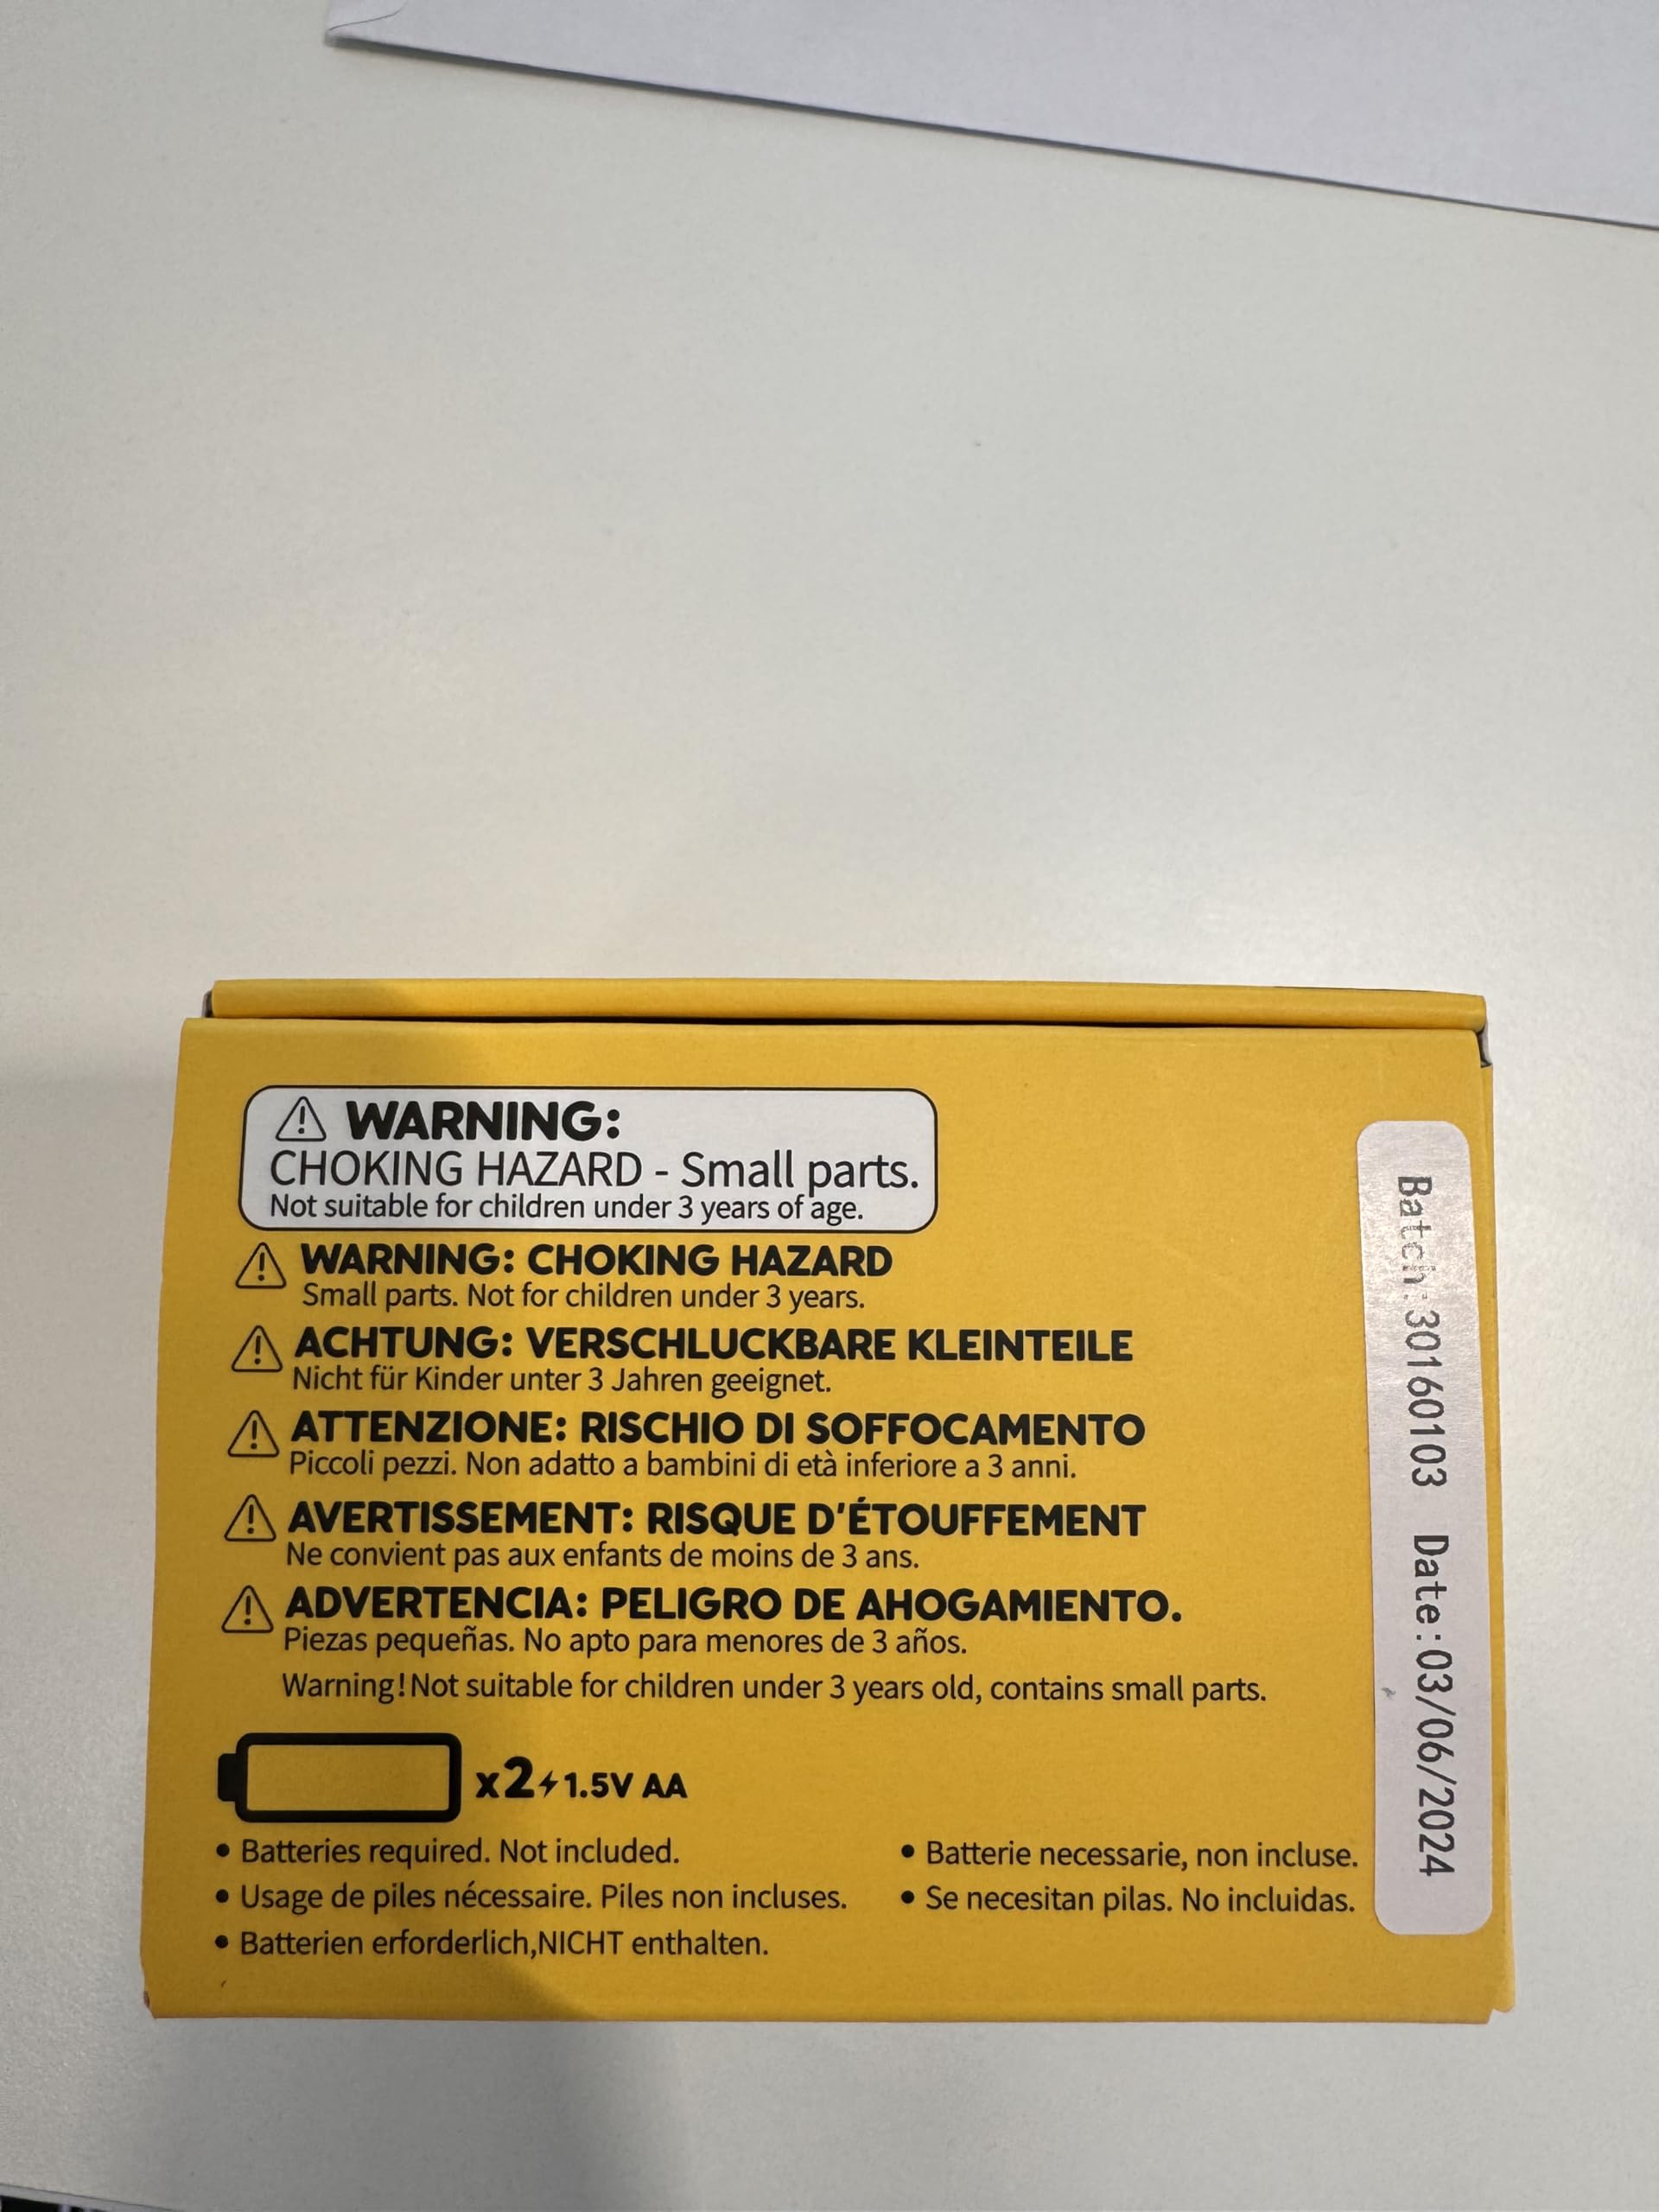 WARNING:
CHOKING HAZARD - Small parts.
Not suitable for children under 3 years of age.
WARNING: CHOKING HAZARD
Small parts. Not for children under 3 years.
ACHTUNG: VERSCHLUCKBARE KLEINTEILE
Nicht für Kinder unter 3 Jahren geeignet.
ATTENZIONE: RISCHIO DI SOFFOCAMENTO
Piccoli pezzi. Non adatto a bambini di età inferiore a 3 anni.
AVERTISSEMENT: RISQUE D'ÉTOUFFEMENT
Ne convient pas aux enfants de moins de 3 ans.
ADVERTENCIA: PELIGRO DE AHOGAMIENTO.
Piezas pequeñas. No apto para menores de 3 años.
Warning! Not suitable for children under 3 years old, contains small parts.
x2 1.5V AA
• Batteries required. Not included.
• Usage de piles nécessaire. Piles non incluses.
• Batterien erforderlich,NICHT enthalten.
• Batterie necessarie, non incluse.
• Se necesitan pilas. No incluidas.
Batch:30160103 Date:03/06/2024